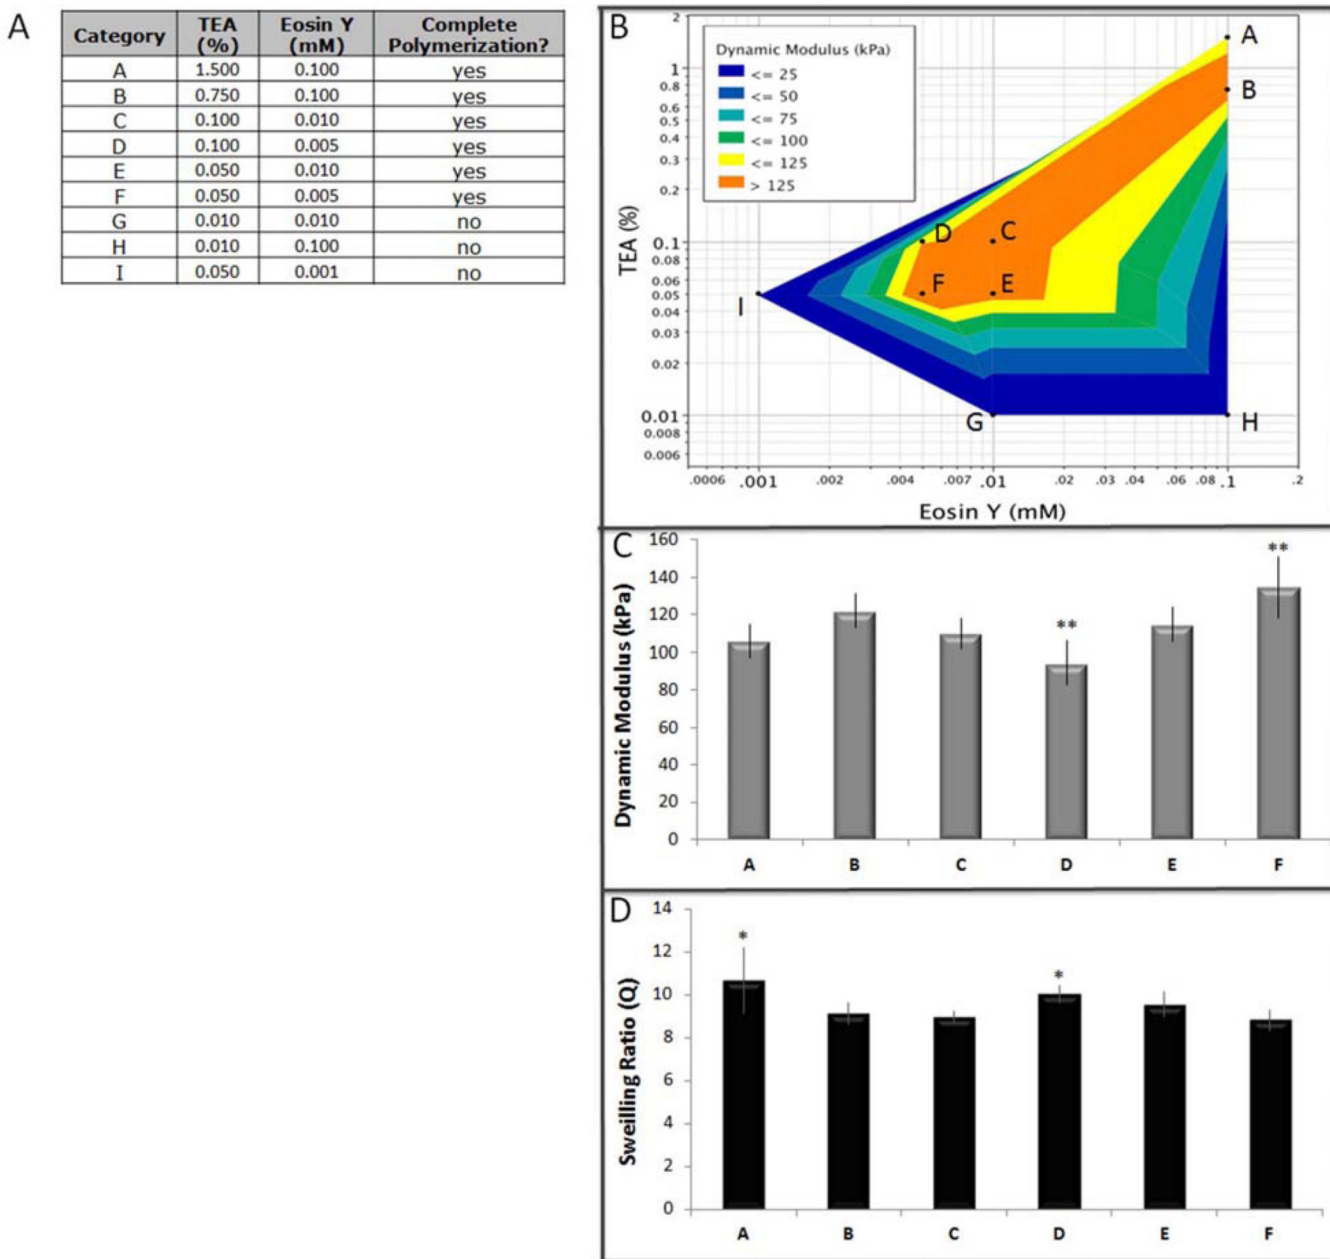 A
Category TEA (%) Eosin Y (mM) Complete Polymerization?
A 1.500 0.100 yes
B 0.750 0.100 yes
C 0.100 0.010 yes
D 0.100 0.005 yes
E 0.050 0.010 yes
F 0.050 0.005 yes
G 0.010 0.010 no
H 0.010 0.100 no
I 0.050 0.001 no
B
Dynamic Modulus (kPa)
<= 25
<= 50
<= 75
<= 100
<= 125
> 125
TEA (%)
2
1
0.8
0.6
0.5
0.4
0.3
0.2
0.1
0.08
0.06
0.05
0.04
0.03
0.02
0.01
0.008
0.006
A
B
D C
F E
I
G H
.0006 .001 .002 .004 .007 .01 .02 .03 .04 .06 .08 .1 .2
Eosin Y (mM)
C
Dynamic Modulus (kPa)
160
140
120
100
80
60
40
20
0
** **
A B C D E F
D
Sweilling Ratio (Q)
14
12
10
8
6
4
2
0
* *
A B C D E F